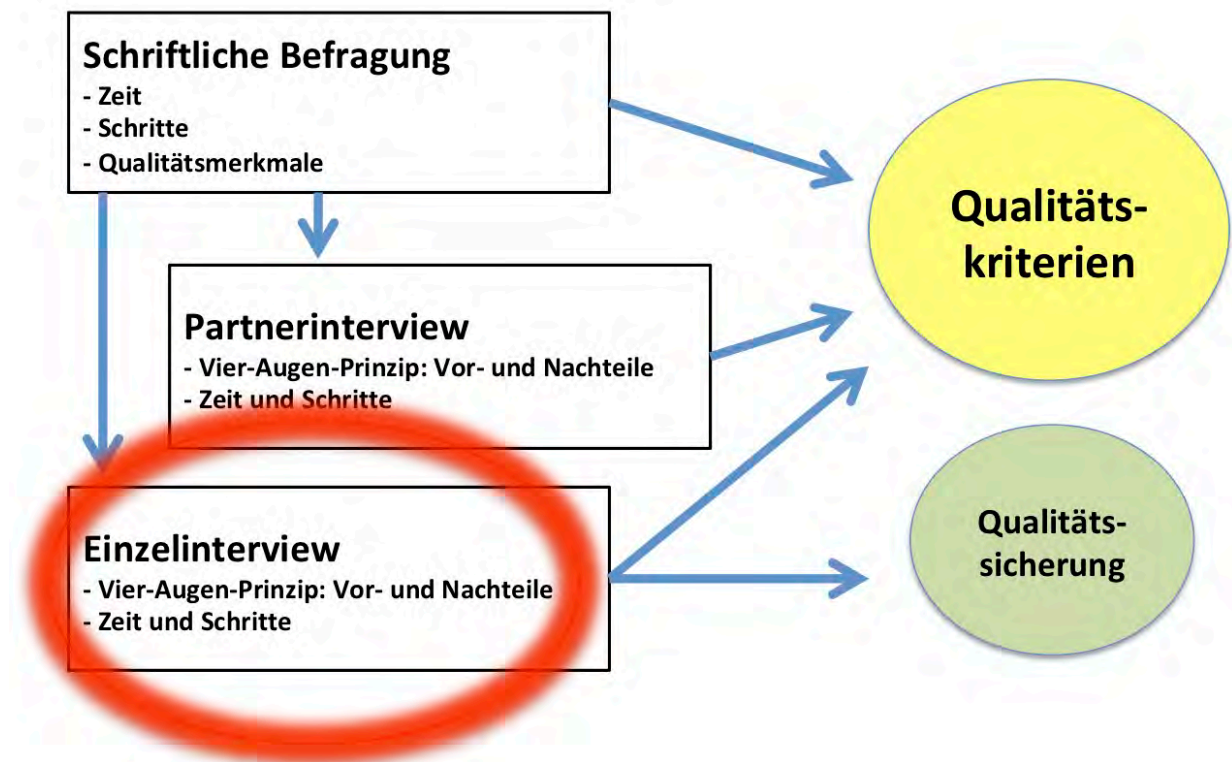 Schriftliche Befragung
- Zeit
- Schritte
- Qualitätsmerkmale
Partnerinterview
- Vier-Augen-Prinzip: Vor- und Nachteile
- Zeit und Schritte
Einzelinterview
- Vier-Augen-Prinzip: Vor- und Nachteile
- Zeit und Schritte
Qualitäts-
kriterien
Qualitäts-
sicherung